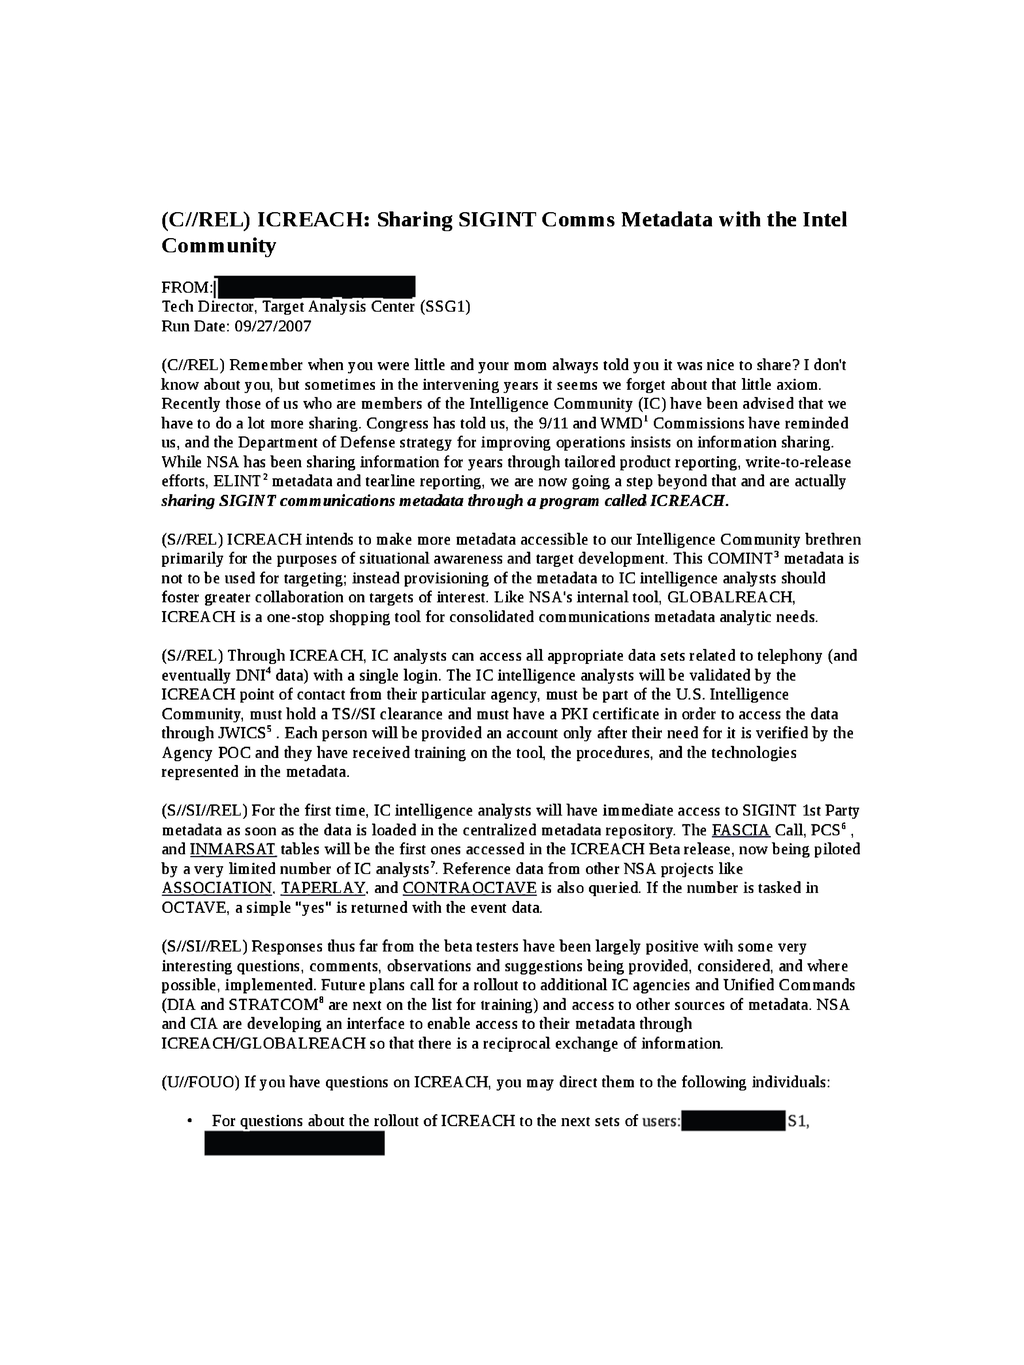 (C//REL) ICREACH: Sharing SIGINT Comms Metadata with the Intel
Community
FROM:
Tech Director, Target Analysis Center (SSG1)
Run Date: 09/27/2007
(C//REL) Remember when you were little and your mom always told you it was nice to share? I don't
know about you, but sometimes in the intervening years it seems we forget about that little axiom.
Recently those of us who are members of the Intelligence Community (IC) have been advised that we
have to do a lot more sharing. Congress has told us, the 9/11 and WMD¹ Commissions have reminded
us, and the Department of Defense strategy for improving operations insists on information sharing.
While NSA has been sharing information for years through tailored product reporting, write-to-release
efforts, ELINT² metadata and tearline reporting, we are now going a step beyond that and are actually
sharing SIGINT communications metadata through a program called ICREACH.
(S//REL) ICREACH intends to make more metadata accessible to our Intelligence Community brethren
primarily for the purposes of situational awareness and target development. This COMINT³ metadata is
not to be used for targeting; instead provisioning of the metadata to IC intelligence analysts should
foster greater collaboration on targets of interest. Like NSA's internal tool, GLOBALREACH,
ICREACH is a one-stop shopping tool for consolidated communications metadata analytic needs.
(S//REL) Through ICREACH, IC analysts can access all appropriate data sets related to telephony (and
eventually DNI⁴ data) with a single login. The IC intelligence analysts will be validated by the
ICREACH point of contact from their particular agency, must be part of the U.S. Intelligence
Community, must hold a TS//SI clearance and must have a PKI certificate in order to access the data
through JWICS⁵ . Each person will be provided an account only after their need for it is verified by the
Agency POC and they have received training on the tool, the procedures, and the technologies
represented in the metadata.
(S//SI//REL) For the first time, IC intelligence analysts will have immediate access to SIGINT 1st Party
metadata as soon as the data is loaded in the centralized metadata repository. The FASCIA Call, PCS⁶ ,
and INMARSAT tables will be the first ones accessed in the ICREACH Beta release, now being piloted
by a very limited number of IC analysts⁷. Reference data from other NSA projects like
ASSOCIATION, TAPERLAY, and CONTRAOCTAVE is also queried. If the number is tasked in
OCTAVE, a simple "yes" is returned with the event data.
(S//SI//REL) Responses thus far from the beta testers have been largely positive with some very
interesting questions, comments, observations and suggestions being provided, considered, and where
possible, implemented. Future plans call for a rollout to additional IC agencies and Unified Commands
(DIA and STRATCOM⁸ are next on the list for training) and access to other sources of metadata. NSA
and CIA are developing an interface to enable access to their metadata through
ICREACH/GLOBALREACH so that there is a reciprocal exchange of information.
(U//FOUO) If you have questions on ICREACH, you may direct them to the following individuals:
• For questions about the rollout of ICREACH to the next sets of users: S1,